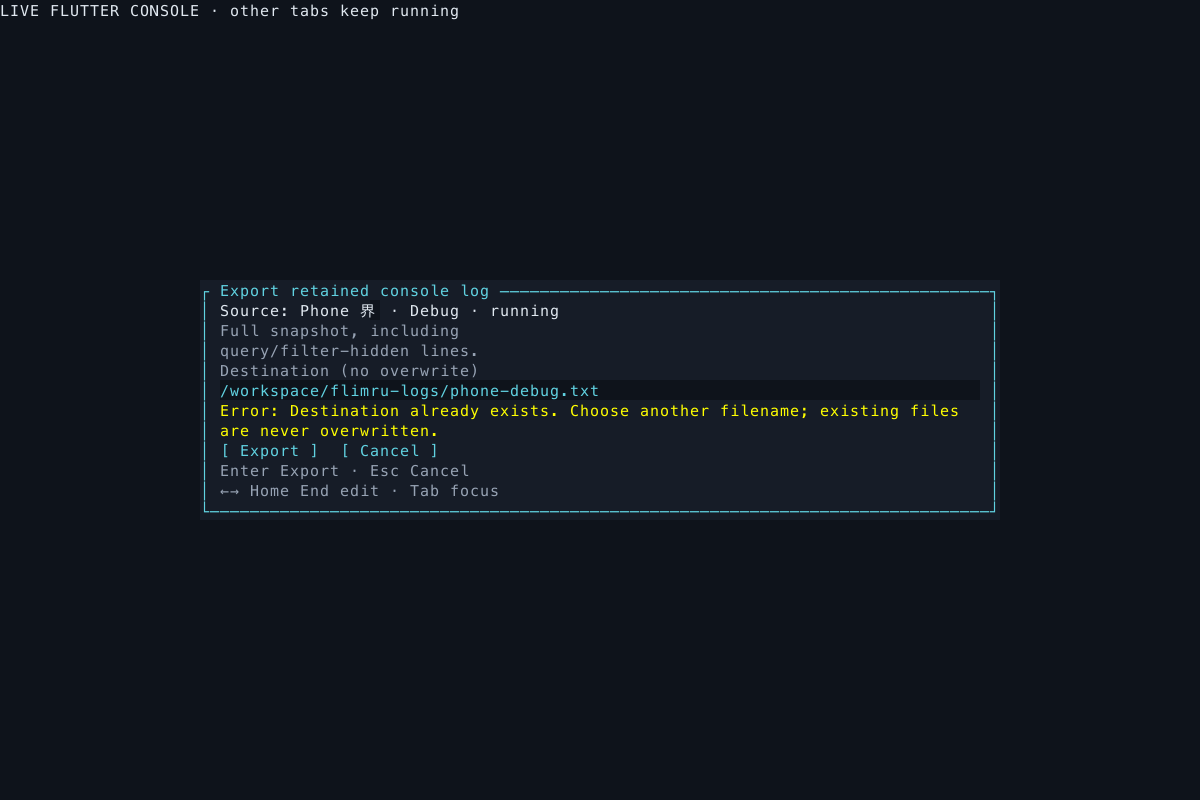 LIVE FLUTTER CONSOLE · other tabs keep running
Export retained console log
Source: Phone 界 · Debug · running
Full snapshot, including
query/filter-hidden lines.
Destination (no overwrite)
/workspace/flimru-logs/phone-debug.txt
Error: Destination already exists. Choose another filename; existing files
are never overwritten.
[ Export ]  [ Cancel ]
Enter Export · Esc Cancel
←→ Home End edit · Tab focus